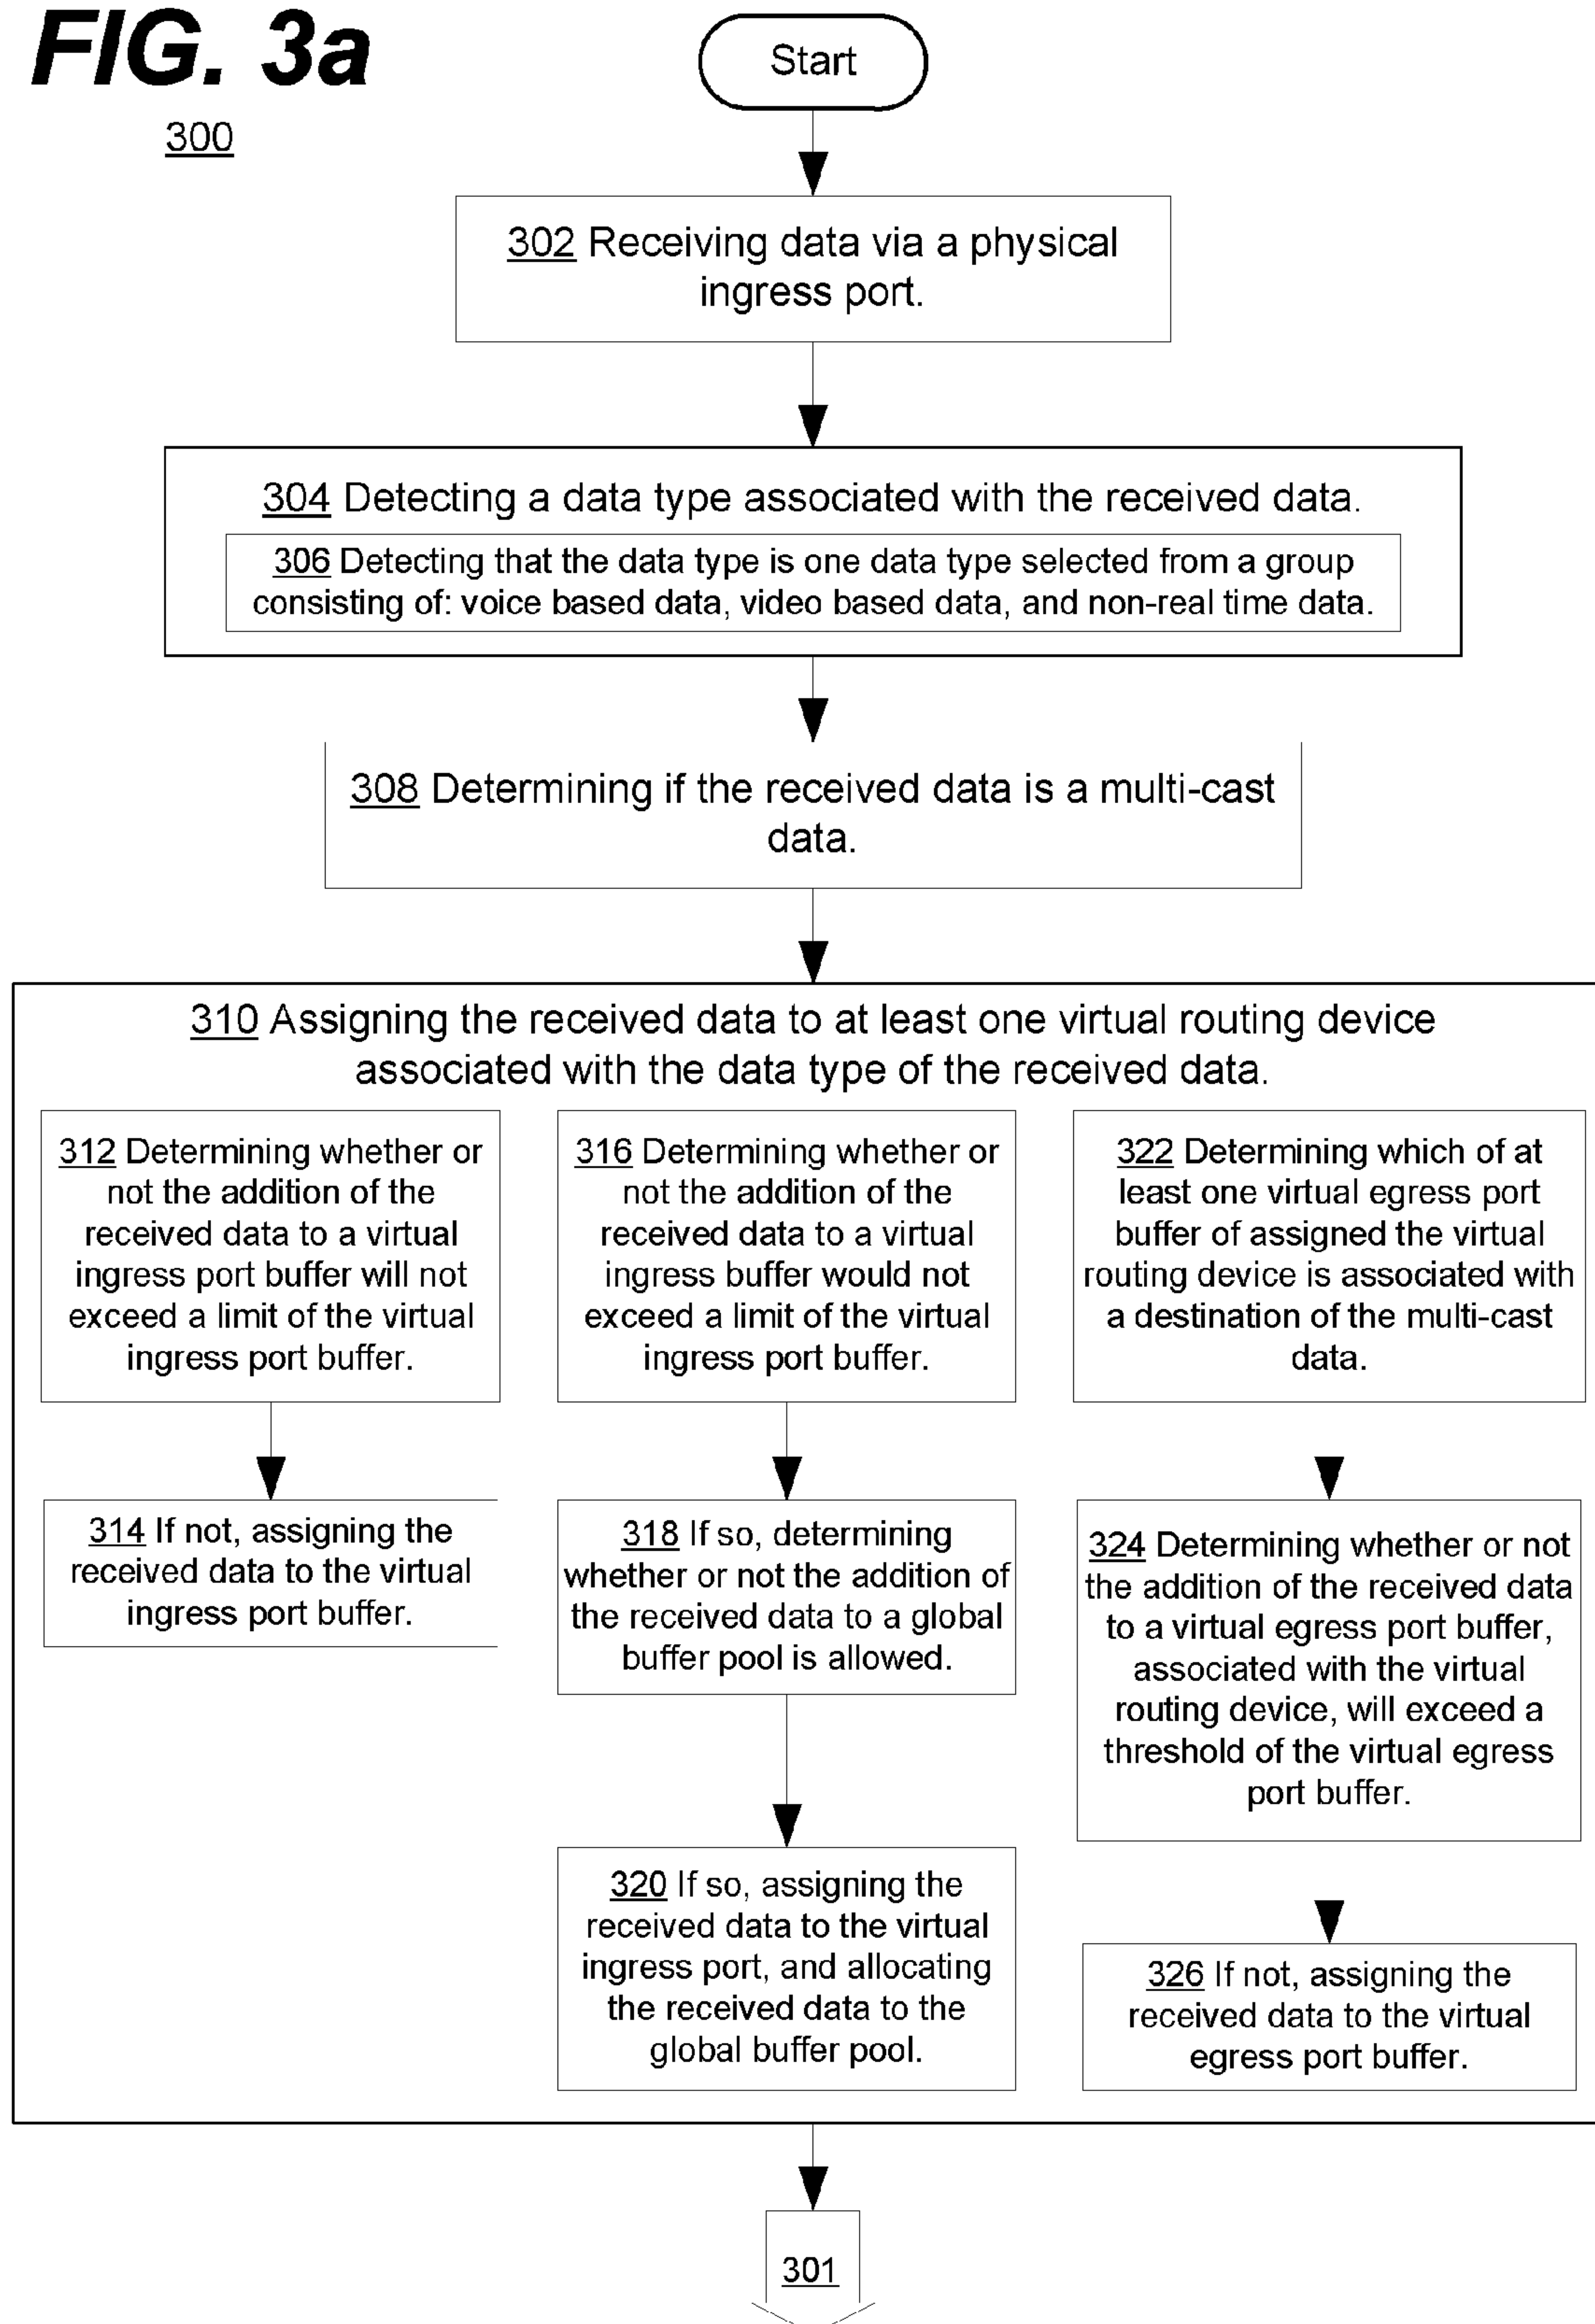 FIG. 3a
300
Start
302 Receiving data via a physical
ingress port.
304 Detecting a data type associated with the received data.
306 Detecting that the data type is one data type selected from a group
consisting of: voice based data, video based data, and non-real time data.
308 Determining if the received data is a multi-cast
data.
310 Assigning the received data to at least one virtual routing device
associated with the data type of the received data.
312 Determining whether or
not the addition of the
received data to a virtual
ingress port buffer will not
exceed a limit of the virtual
ingress port buffer.
314 If not, assigning the
received data to the virtual
ingress port buffer.
316 Determining whether or
not the addition of the
received data to a virtual
ingress buffer would not
exceed a limit of the virtual
ingress port buffer.
318 If so, determining
whether or not the addition of
the received data to a global
buffer pool is allowed.
320 If so, assigning the
received data to the virtual
ingress port, and allocating
the received data to the
global buffer pool.
322 Determining which of at
least one virtual egress port
buffer of assigned the virtual
routing device is associated with
a destination of the multi-cast
data.
324 Determining whether or not
the addition of the received data
to a virtual egress port buffer,
associated with the virtual
routing device, will exceed a
threshold of the virtual egress
port buffer.
326 If not, assigning the
received data to the virtual
egress port buffer.
301